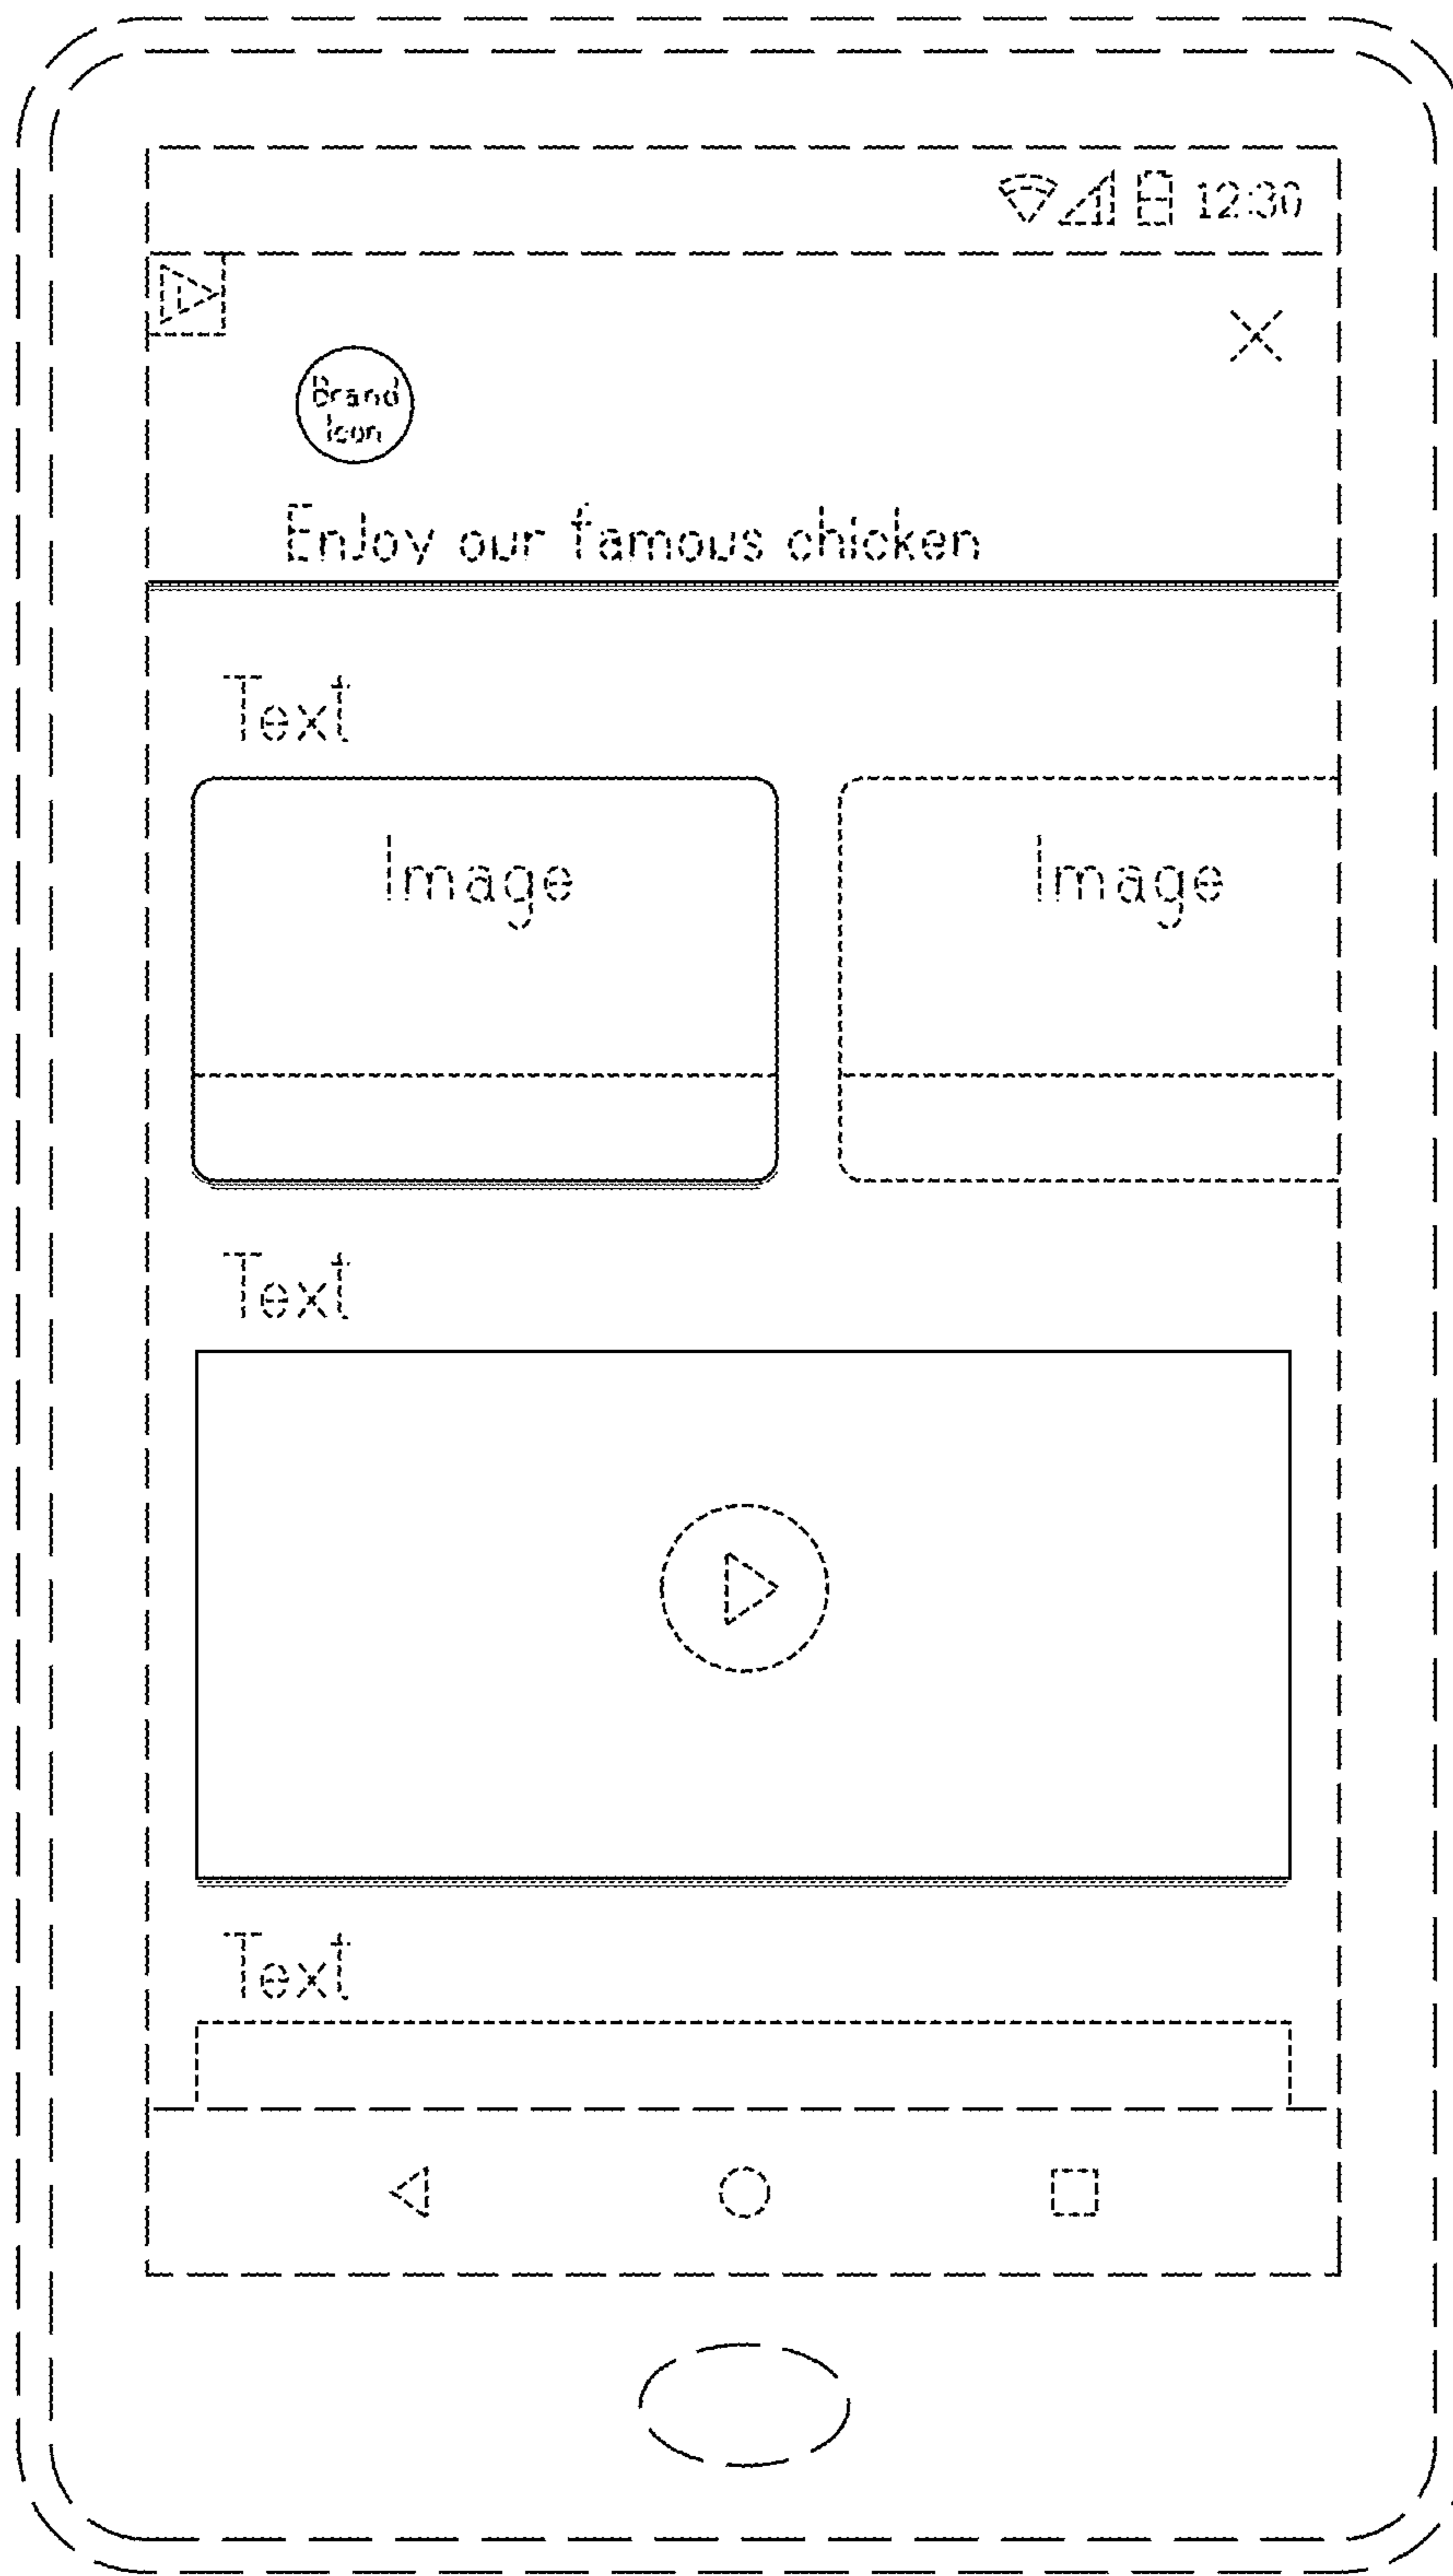 12:30
Brand
Icon
Enjoy our famous chicken
Text
Image Image
Text
Text